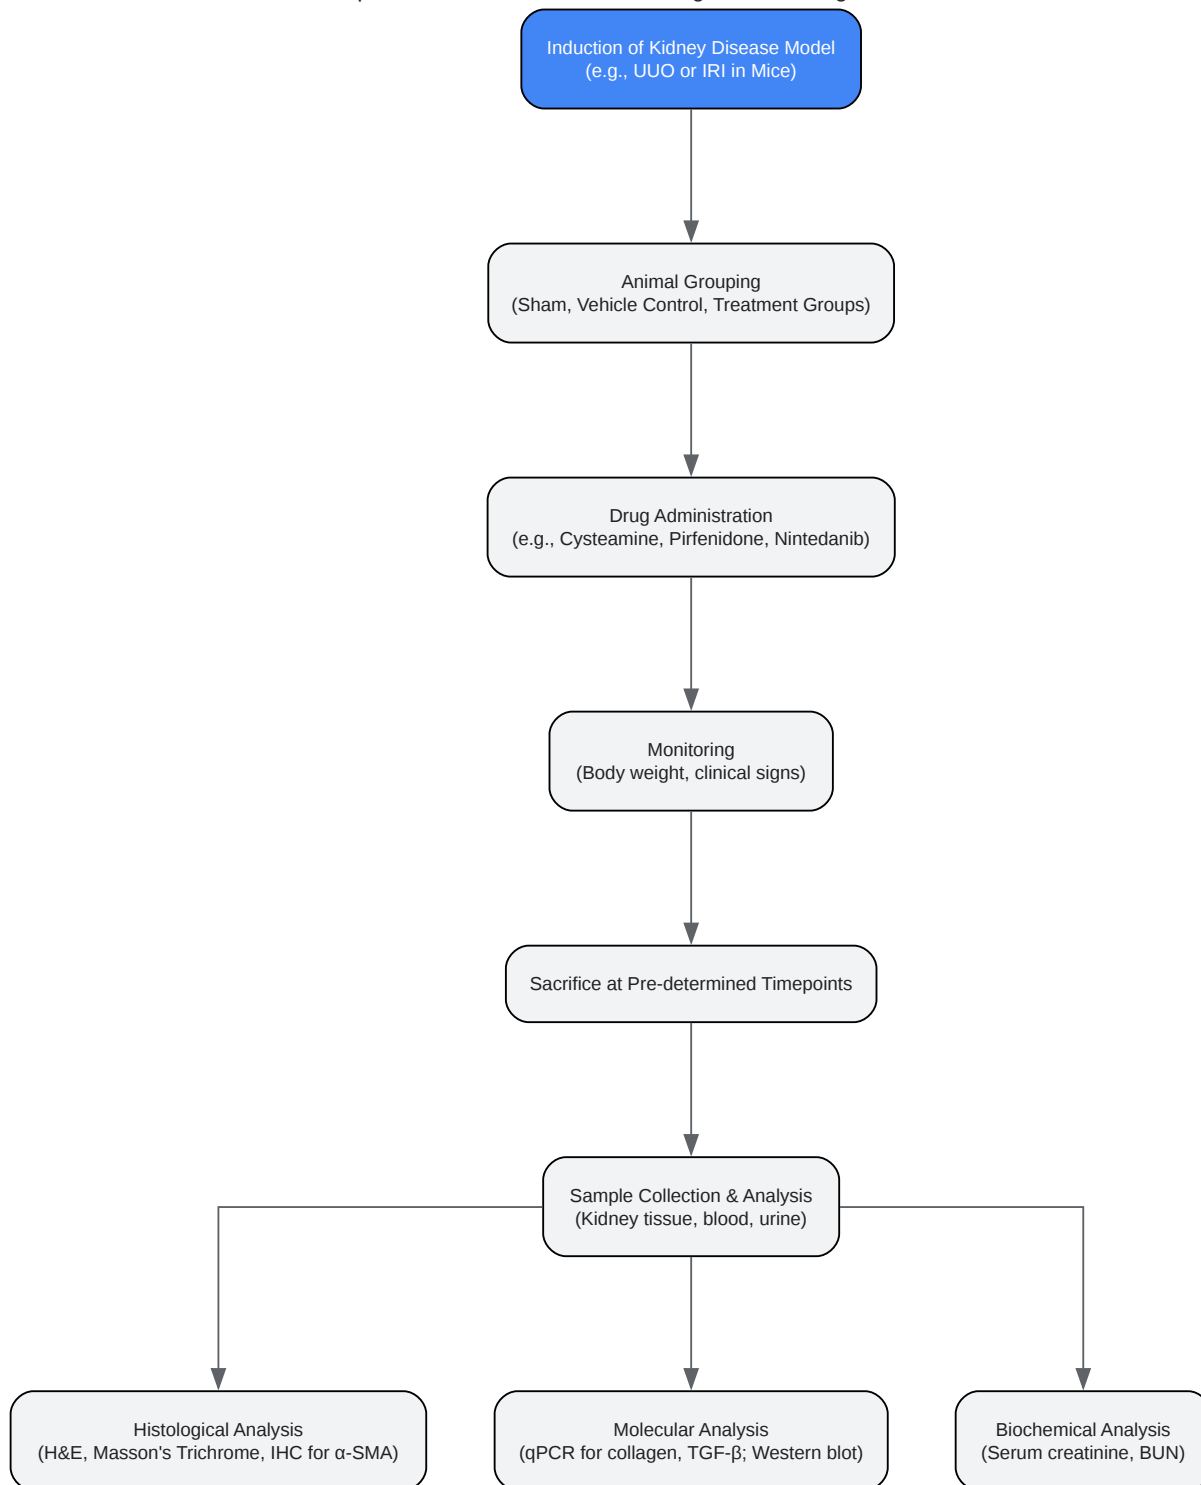 Induction of Kidney Disease Model
(e.g., UUO or IRI in Mice)
Animal Grouping
(Sham, Vehicle Control, Treatment Groups)
Drug Administration
(e.g., Cysteamine, Pirfenidone, Nintedanib)
Monitoring
(Body weight, clinical signs)
Sacrifice at Pre-determined Timepoints
Sample Collection & Analysis
(Kidney tissue, blood, urine)
Histological Analysis
(H&E, Masson's Trichrome, IHC for α-SMA)
Molecular Analysis
(qPCR for collagen, TGF-β; Western blot)
Biochemical Analysis
(Serum creatinine, BUN)